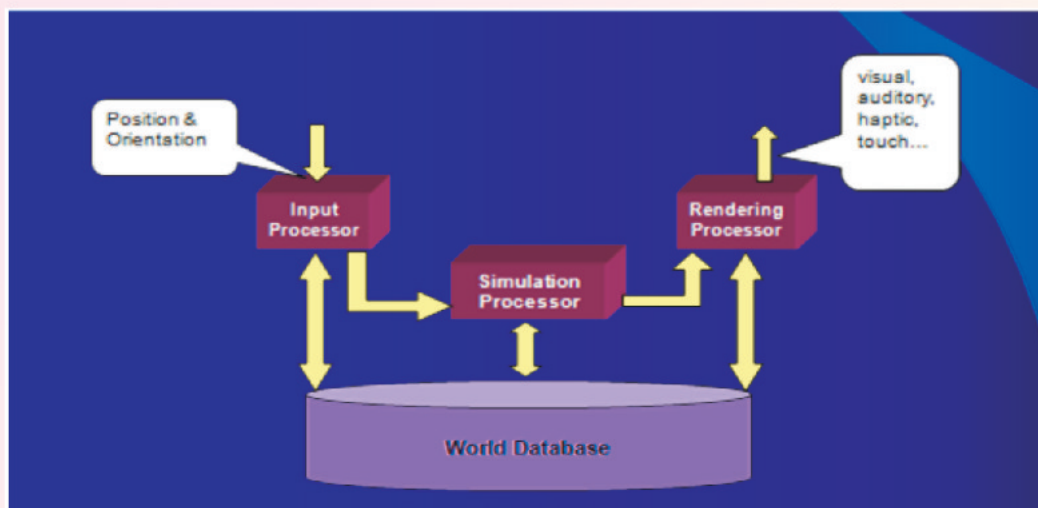 Position &
Orientation
visual,
auditory,
haptic,
touch...
Input
Processor
Rendering
Processor
Simulation
Processor
World Database